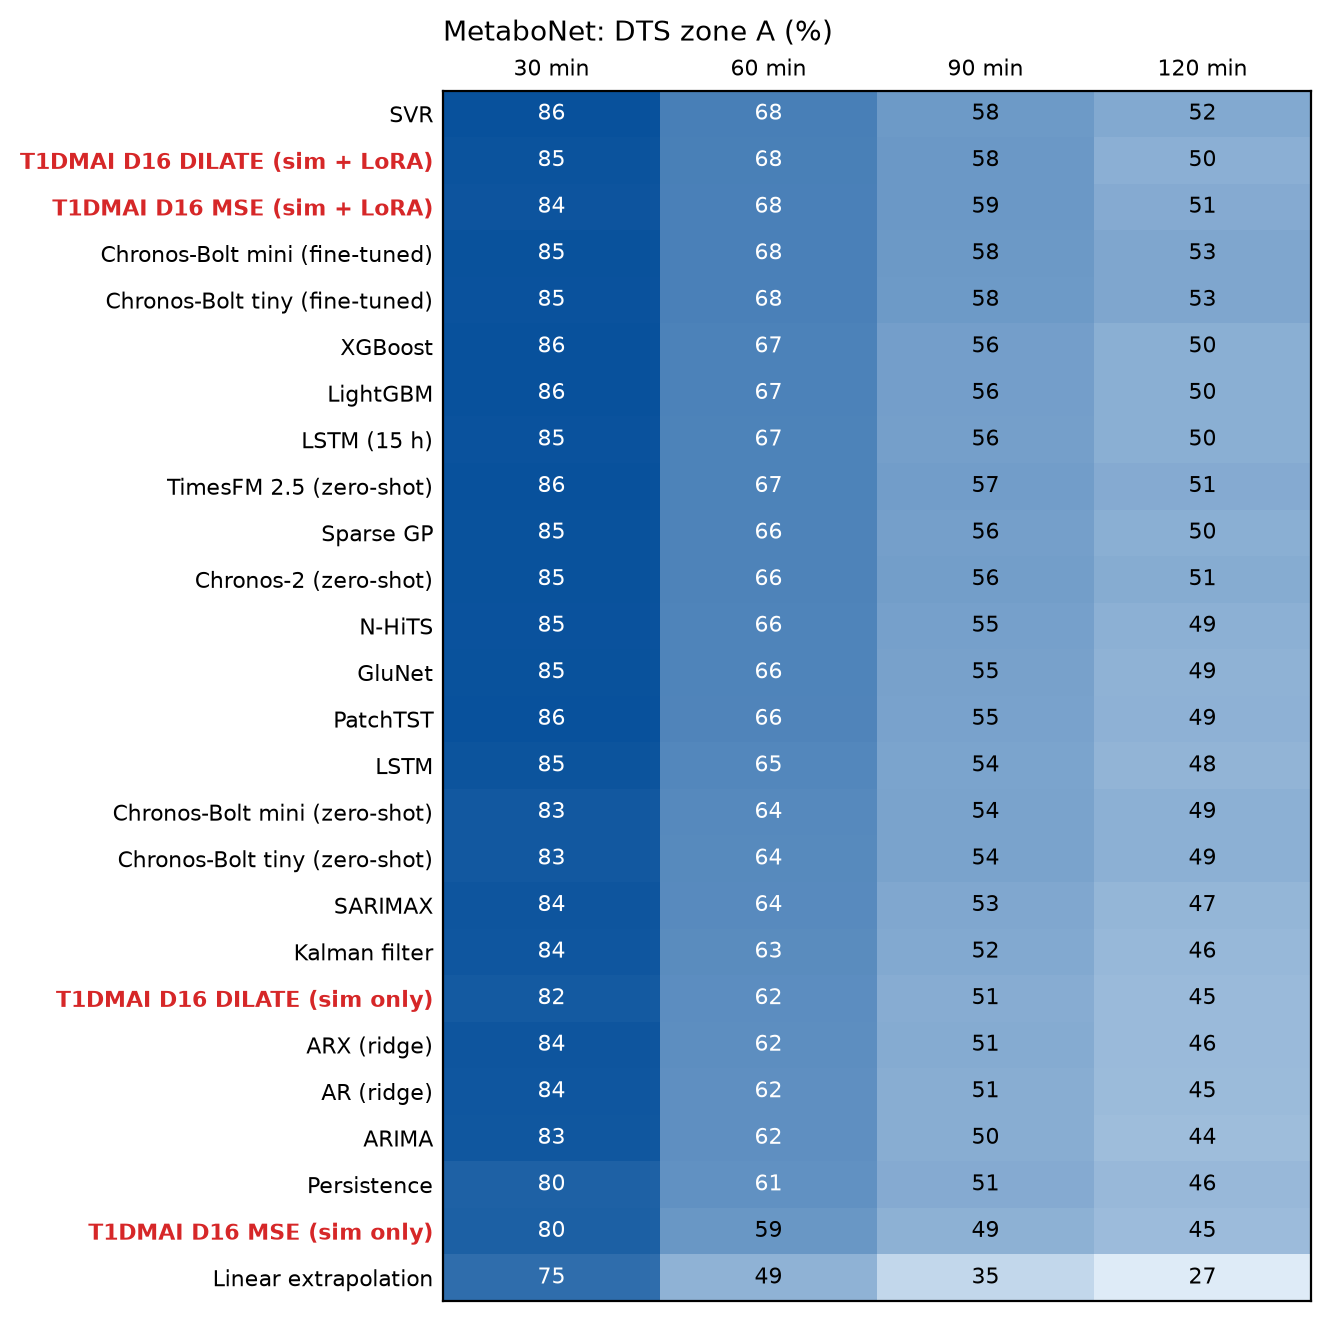 MetaboNet: DTS zone A (%)
30 min 60 min 90 min 120 min
SVR 86 68 58 52
T1DMAI D16 DILATE (sim + LoRA) 85 68 58 50
T1DMAI D16 MSE (sim + LoRA) 84 68 59 51
Chronos-Bolt mini (fine-tuned) 85 68 58 53
Chronos-Bolt tiny (fine-tuned) 85 68 58 53
XGBoost 86 67 56 50
LightGBM 86 67 56 50
LSTM (15 h) 85 67 56 50
TimesFM 2.5 (zero-shot) 86 67 57 51
Sparse GP 85 66 56 50
Chronos-2 (zero-shot) 85 66 56 51
N-HiTS 85 66 55 49
GluNet 85 66 55 49
PatchTST 86 66 55 49
LSTM 85 65 54 48
Chronos-Bolt mini (zero-shot) 83 64 54 49
Chronos-Bolt tiny (zero-shot) 83 64 54 49
SARIMAX 84 64 53 47
Kalman filter 84 63 52 46
T1DMAI D16 DILATE (sim only) 82 62 51 45
ARX (ridge) 84 62 51 46
AR (ridge) 84 62 51 45
ARIMA 83 62 50 44
Persistence 80 61 51 46
T1DMAI D16 MSE (sim only) 80 59 49 45
Linear extrapolation 75 49 35 27